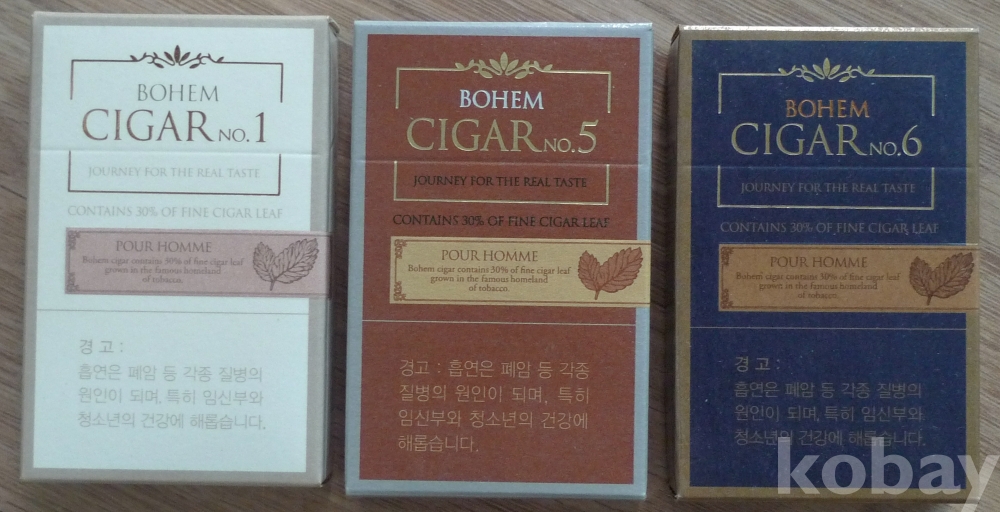 BOHEM
CIGAR NO.1
JOURNEY FOR THE REAL TASTE
CONTAINS 30% OF FINE CIGAR LEAF
POUR HOMME
Bohem cigar contains 30% of fine cigar leaf
grown in the famous homeland
of tobacco.
경 고 :
흡연은 폐암 등 각종 질병의
원인이 되며, 특히 임신부와
청소년의 건강에 해롭습니다.
BOHEM
CIGAR NO.5
JOURNEY FOR THE REAL TASTE
CONTAINS 30% OF FINE CIGAR LEAF
POUR HOMME
Bohem cigar contains 30% of fine cigar leaf
grown in the famous homeland
of tobacco.
경고 : 흡연은 폐암 등 각종
질병의 원인이 되며, 특히
임신부와 청소년의 건강에
해롭습니다.
BOHEM
CIGAR NO.6
JOURNEY FOR THE REAL TASTE
CONTAINS 30% OF FINE CIGAR LEAF
POUR HOMME
Bohem cigar contains 30% of fine cigar leaf
grown in the famous homeland
of tobacco.
경 고 :
흡연은 폐암 등 각종 질병의
원인이 되며, 특히 임신부와
청소년의 건강에 해롭습니다.
kobay